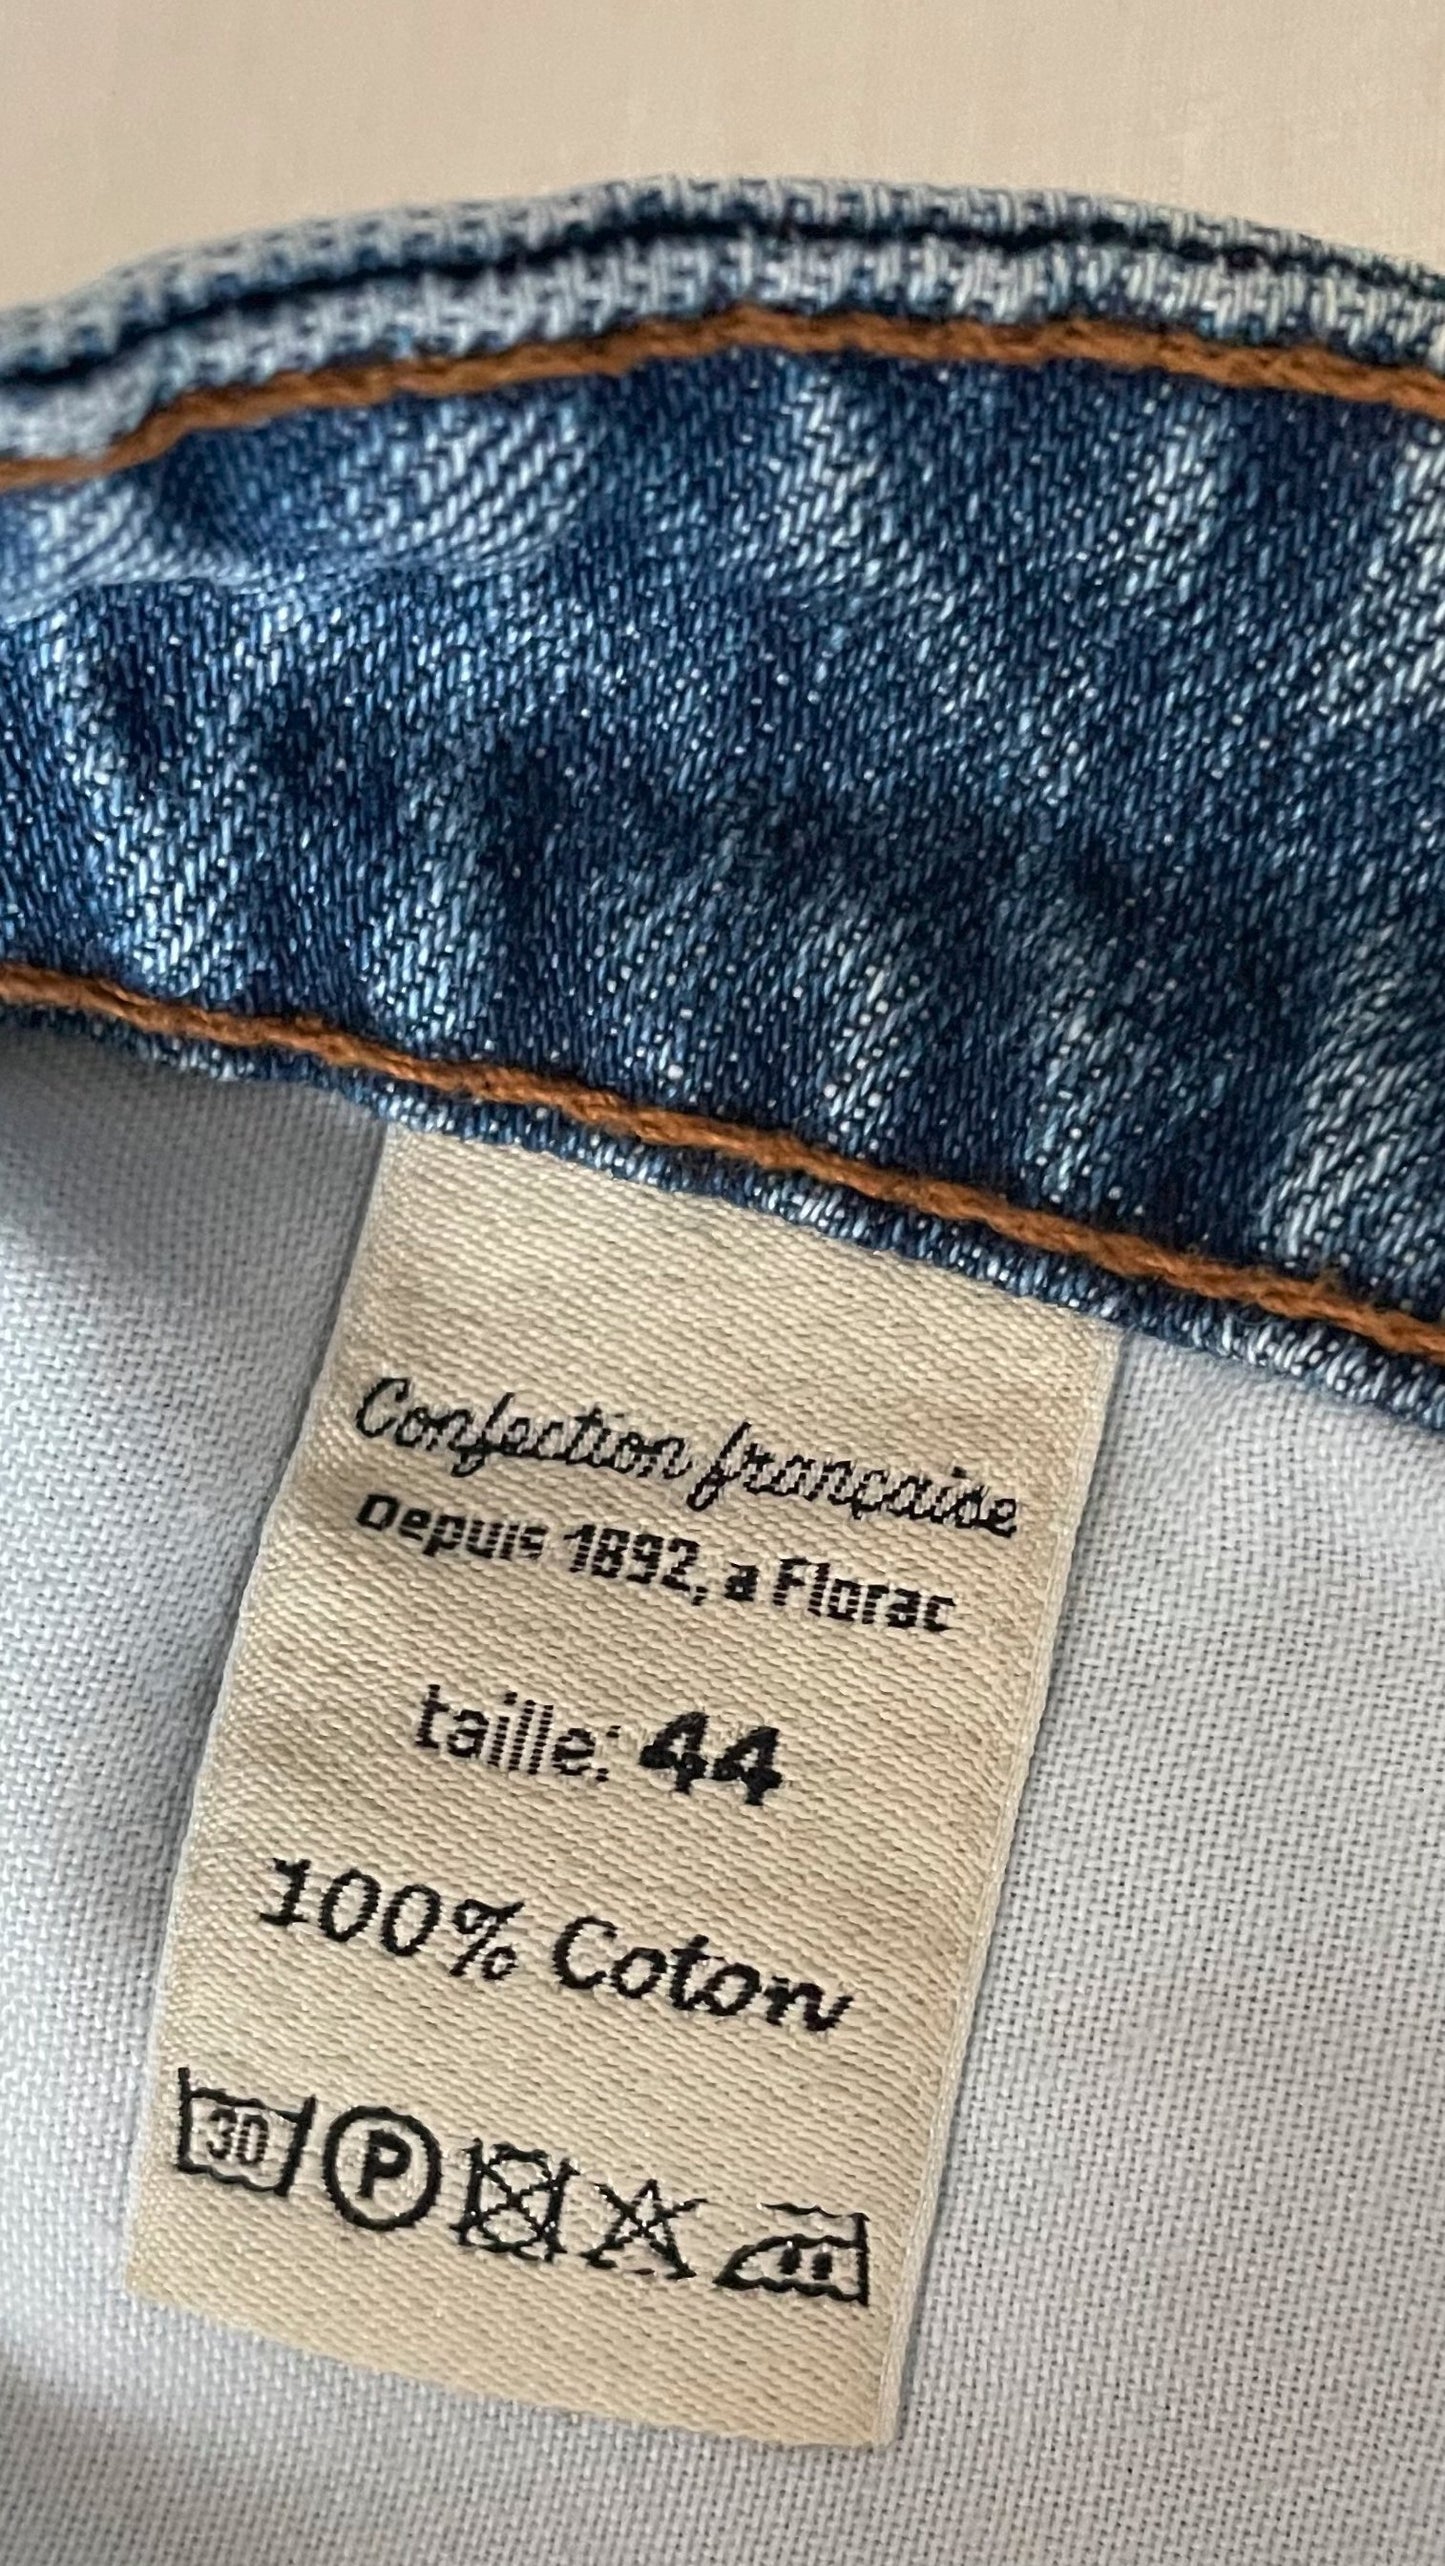 Confection française
Depuis 1892, a Florac
taille: 44
100% Coton
30 P